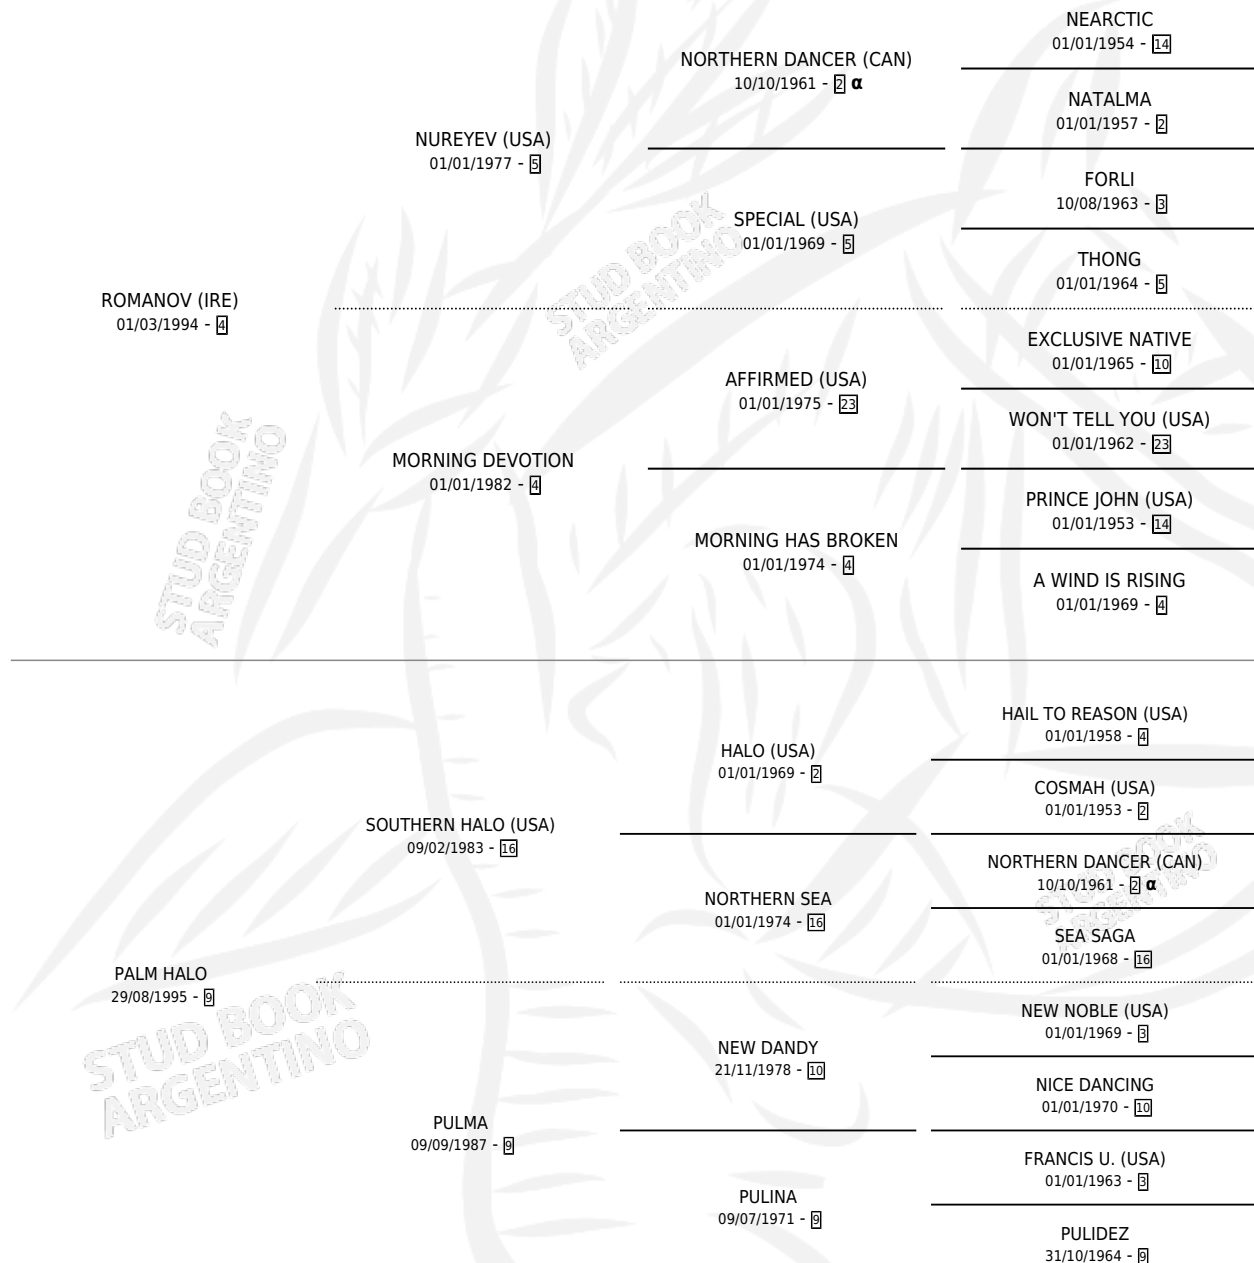 NEARCTIC
01/01/1954 - 14
NORTHERN DANCER (CAN)
10/10/1961 - 2 α
NATALMA
01/01/1957 - 2
NUREYEV (USA)
01/01/1977 - 5
FORLI
10/08/1963 - 3
SPECIAL (USA)
01/01/1969 - 5
THONG
01/01/1964 - 5
ROMANOV (IRE)
01/03/1994 - 4
EXCLUSIVE NATIVE
01/01/1965 - 10
AFFIRMED (USA)
01/01/1975 - 23
WON'T TELL YOU (USA)
01/01/1962 - 23
MORNING DEVOTION
01/01/1982 - 4
PRINCE JOHN (USA)
01/01/1953 - 14
MORNING HAS BROKEN
01/01/1974 - 4
A WIND IS RISING
01/01/1969 - 4
HAIL TO REASON (USA)
01/01/1958 - 4
HALO (USA)
01/01/1969 - 2
COSMAH (USA)
01/01/1953 - 2
SOUTHERN HALO (USA)
09/02/1983 - 16
NORTHERN DANCER (CAN)
10/10/1961 - 2 α
NORTHERN SEA
01/01/1974 - 16
SEA SAGA
01/01/1968 - 16
PALM HALO
29/08/1995 - 9
NEW NOBLE (USA)
01/01/1969 - 3
NEW DANDY
21/11/1978 - 10
NICE DANCING
01/01/1970 - 10
PULMA
09/09/1987 - 9
FRANCIS U. (USA)
01/01/1963 - 3
PULINA
09/07/1971 - 9
PULIDEZ
31/10/1964 - 9
STUD BOOK
ARGENTINO
STUD BOOK
ARGENTINO
STUD BOOK
ARGENTINO
STUD BOOK
ARGENTINO